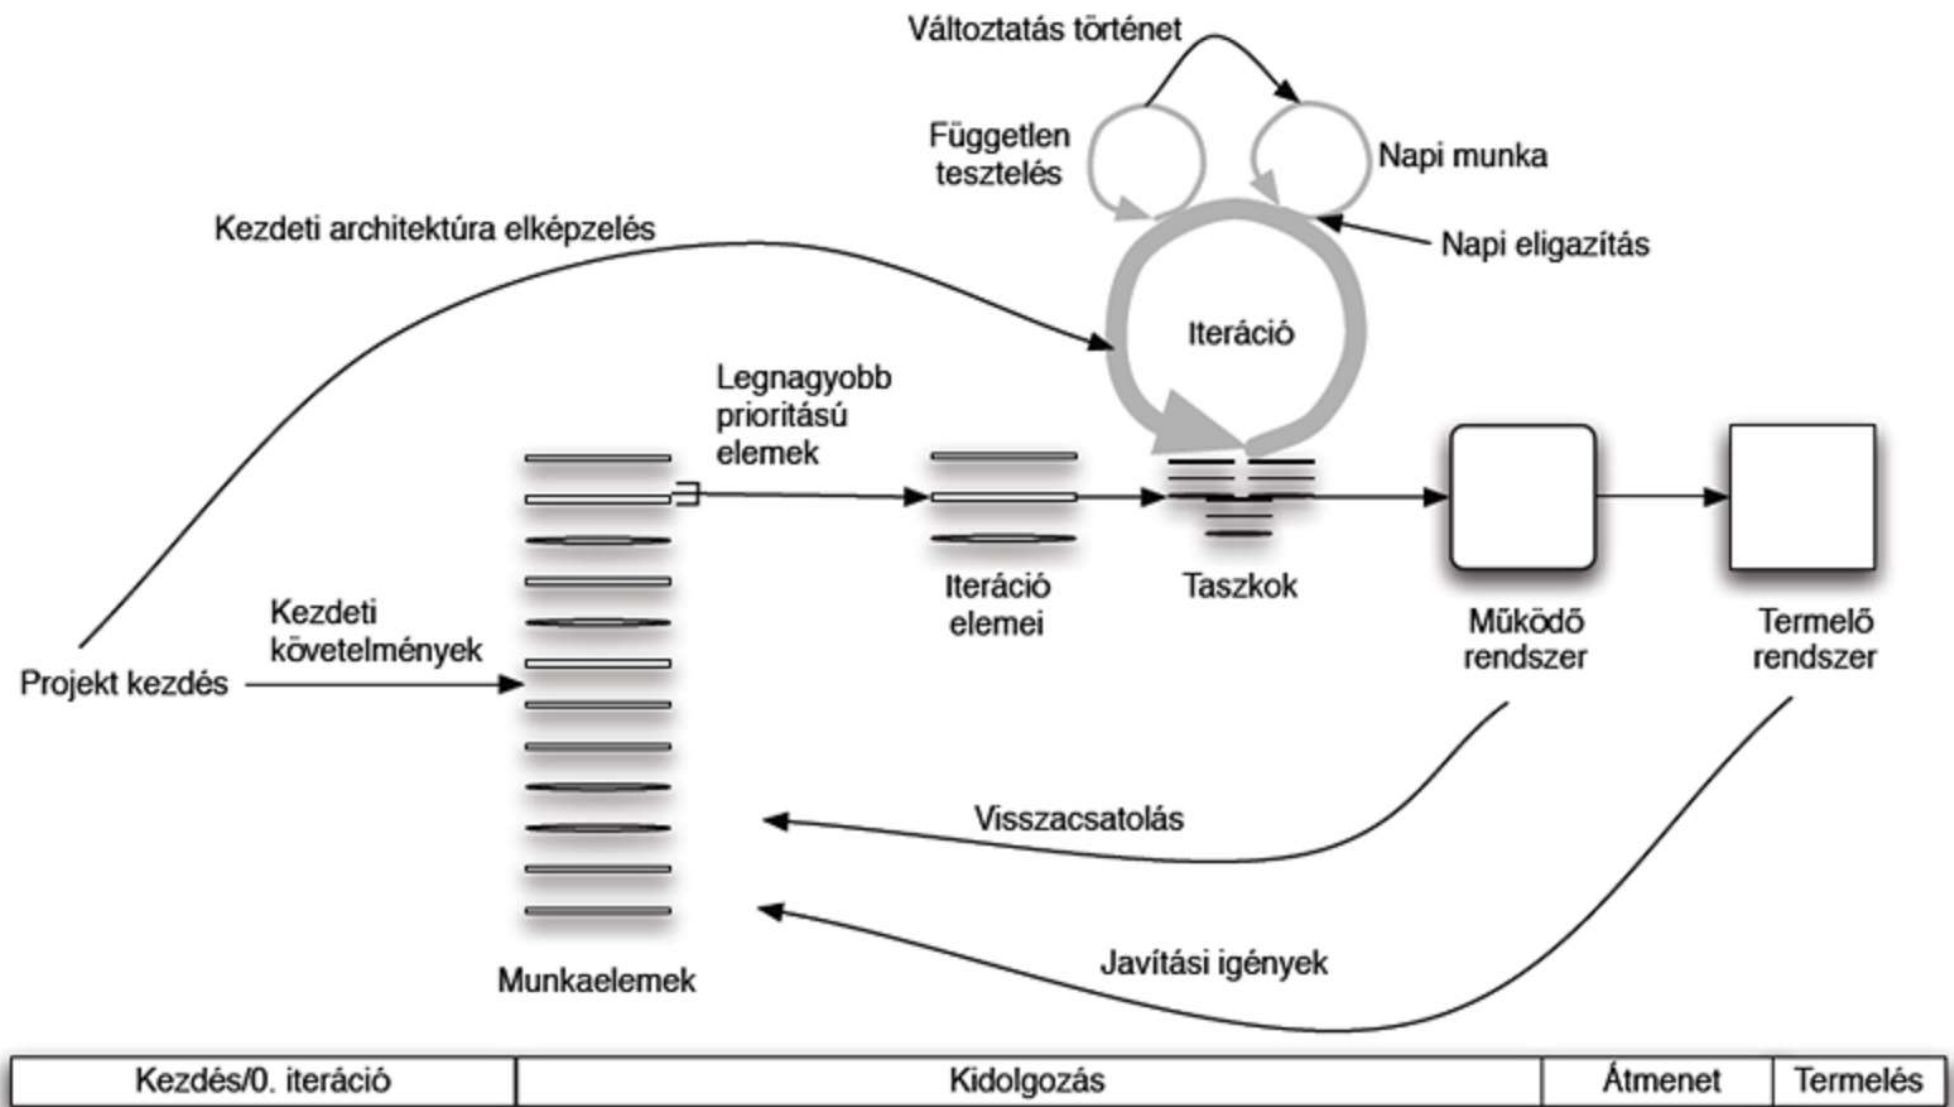 Változtatás történet
Független
tesztelés
Napi munka
Kezdeti architektúra elképzelés
Napi eligazítás
Iteráció
Legnagyobb
prioritású
elemek
Iteráció
elemei
Taszkok
Kezdeti
követelmények
Működő
rendszer
Termelő
rendszer
Projekt kezdés
Visszacsatolás
Javítási igények
Munkaelemek
Kezdés/0. iteráció
Kidolgozás
Átmenet
Termelés